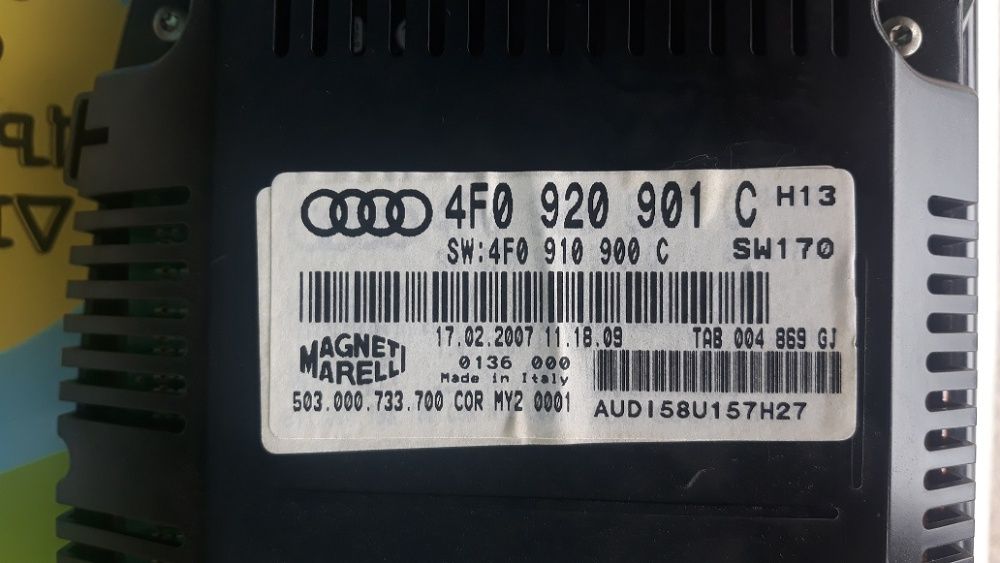 4F0 920 901 C H13
SW:4F0 910 900 C SW170
17.02.2007 11.18.09 TAB 004 869 GJ
MAGNETI
MARELLI
0136 000
Made in Italy
503.000.733.700 COR MY2 0001
AUDI58U157H27